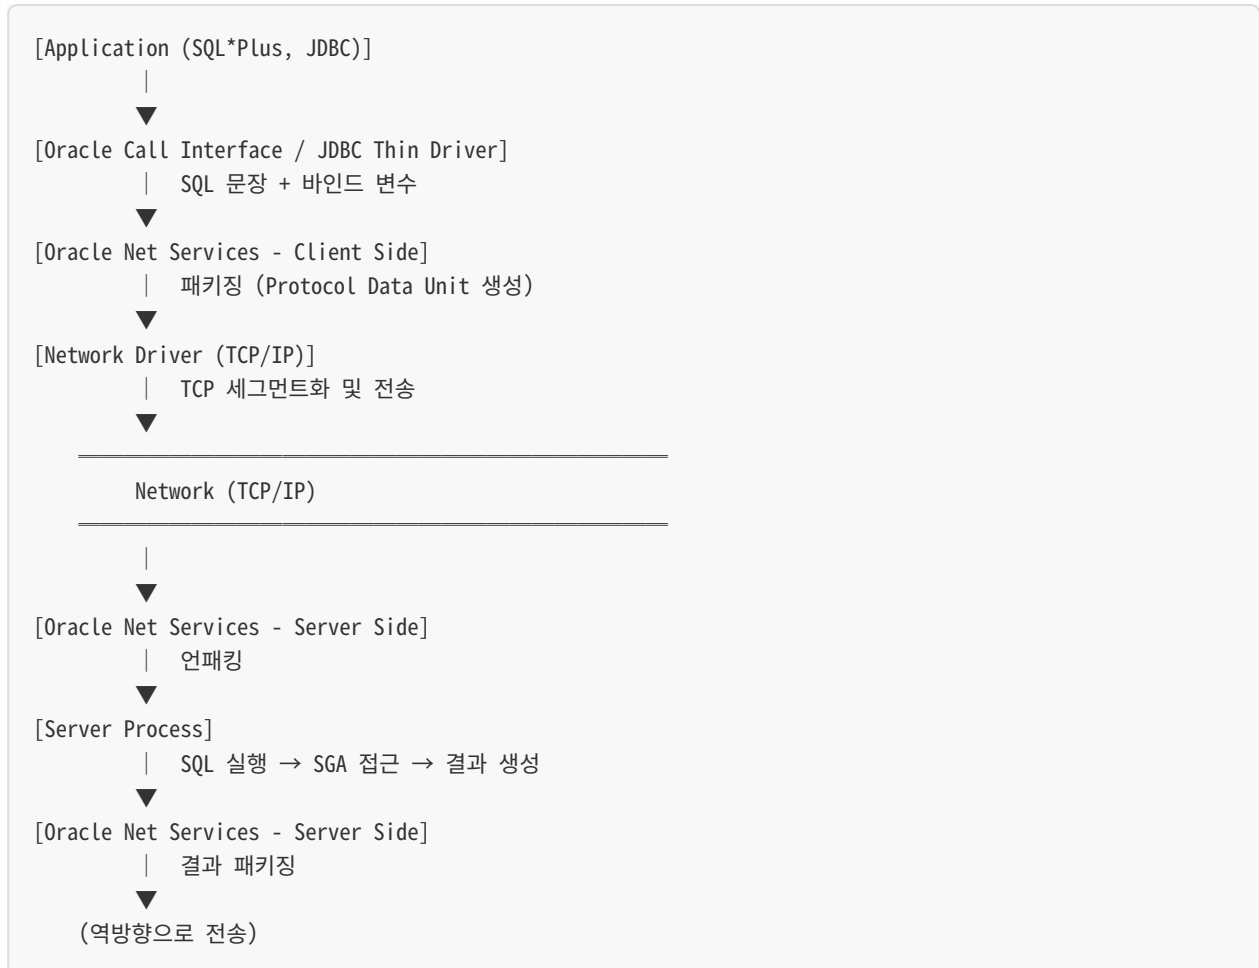 [Application (SQL*Plus, JDBC)]
│
▼
[Oracle Call Interface / JDBC Thin Driver]
│ SQL 문장 + 바인드 변수
▼
[Oracle Net Services - Client Side]
│ 패키징 (Protocol Data Unit 생성)
▼
[Network Driver (TCP/IP)]
│ TCP 세그먼트화 및 전송
▼
════════════════════════════════════════════════════
Network (TCP/IP)
════════════════════════════════════════════════════
│
▼
[Oracle Net Services - Server Side]
│ 언패킹
▼
[Server Process]
│ SQL 실행 → SGA 접근 → 결과 생성
▼
[Oracle Net Services - Server Side]
│ 결과 패키징
▼
(역방향으로 전송)